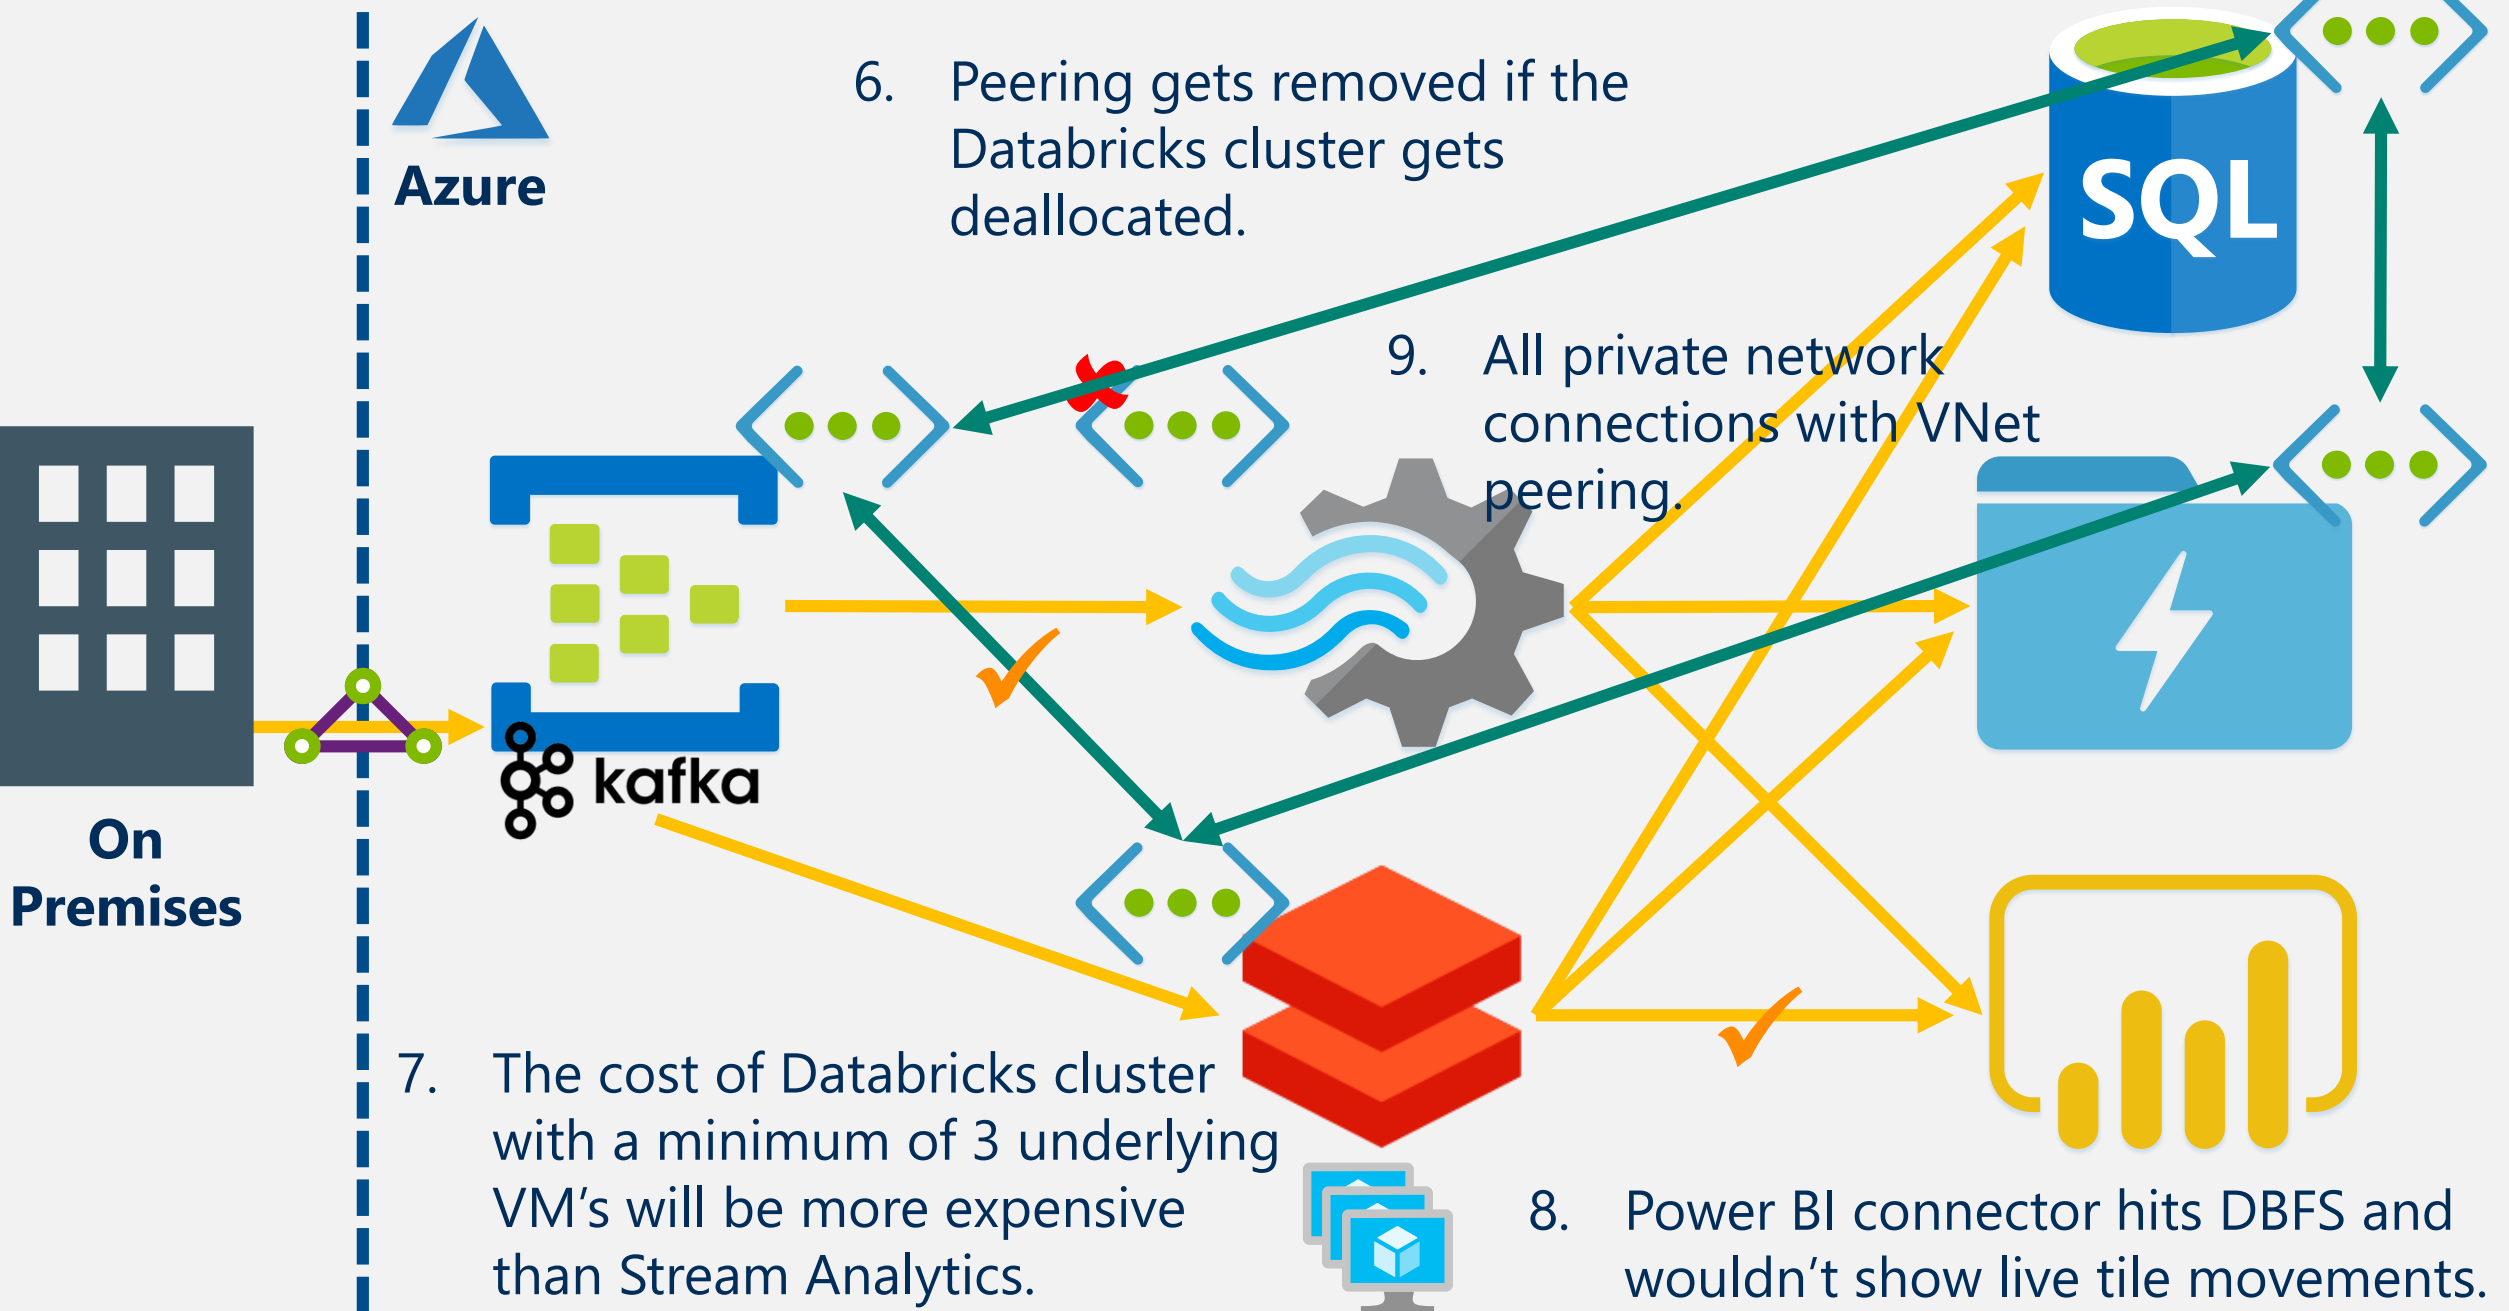 Azure
6. Peering gets removed if the
Databricks cluster gets
deallocated.
SQL
9. All private network
connections with VNet
peering.
kafka
On
Premises
7. The cost of Databricks cluster
with a minimum of 3 underlying
VM's will be more expensive
than Stream Analytics.
8. Power BI connector hits DBFS and
wouldn't show live tile movements.